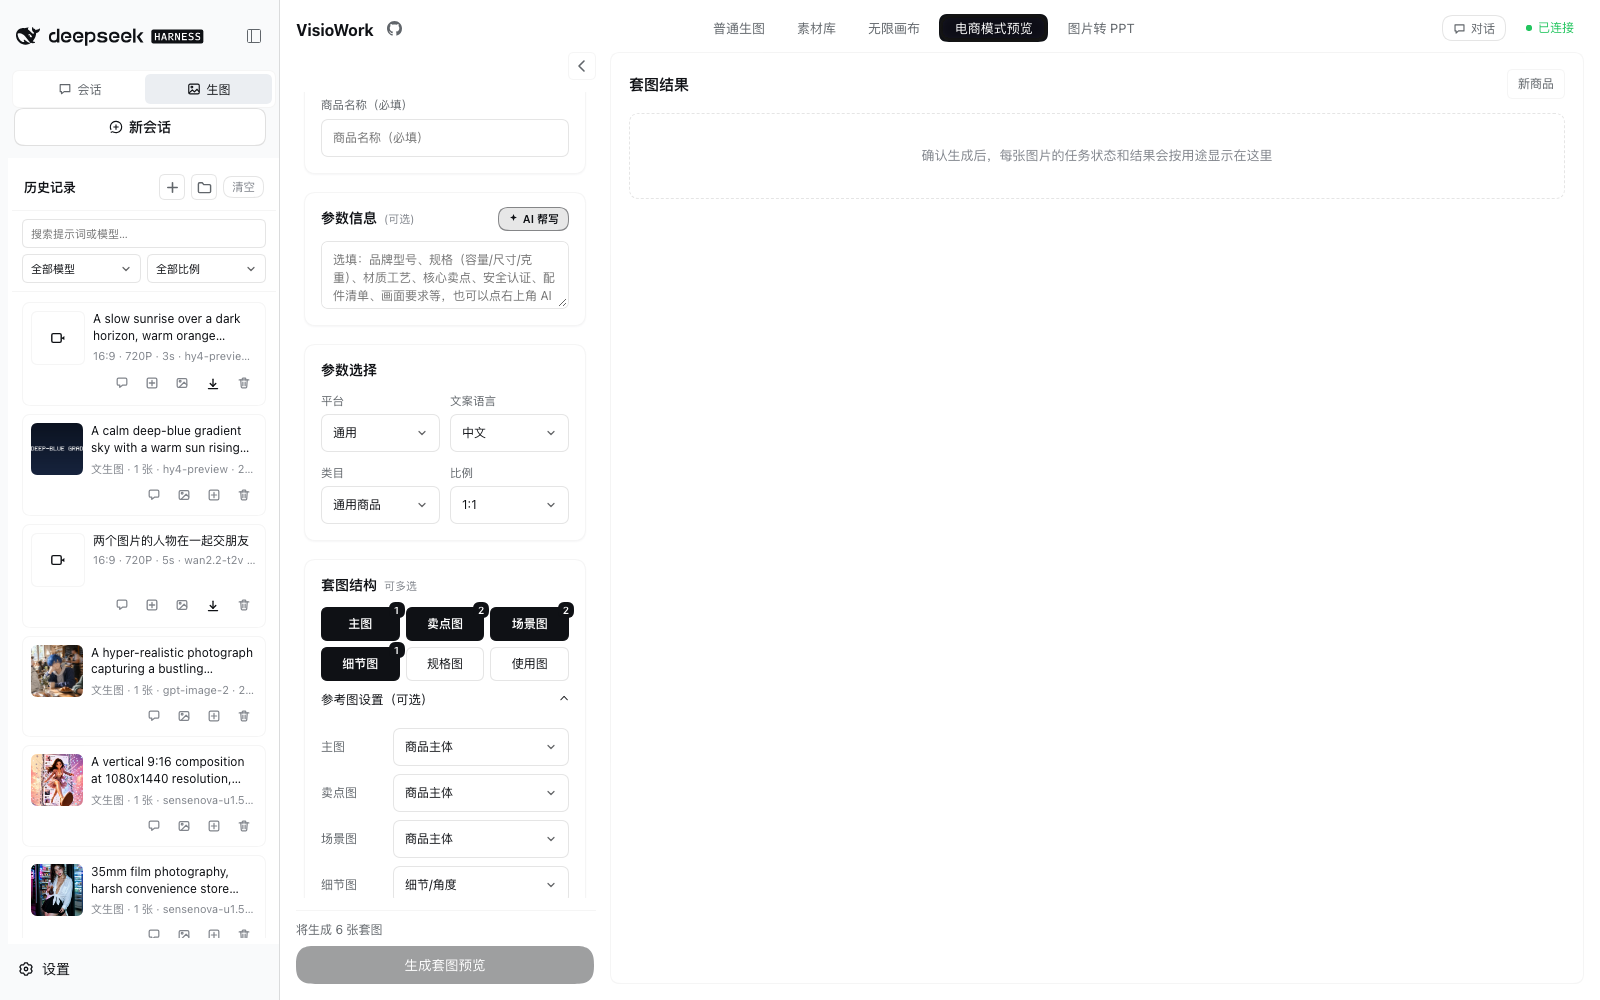 deepseek HARNESS
会话
生图
新会话
历史记录
清空
搜索提示词或模型...
全部模型
全部比例
A slow sunrise over a dark
horizon, warm orange...
16:9 · 720P · 3s · hy4-previe...
A calm deep-blue gradient
sky with a warm sun rising...
文生图 · 1 张 · hy4-preview · 2...
DEEP-BLUE GRAD
两个图片的人物在一起交朋友
16:9 · 720P · 5s · wan2.2-t2v ...
A hyper-realistic photograph
capturing a bustling...
文生图 · 1 张 · gpt-image-2 · 2...
A vertical 9:16 composition
at 1080x1440 resolution,...
文生图 · 1 张 · sensenova-u1.5...
35mm film photography,
harsh convenience store...
文生图 · 1 张 · sensenova-u1.5...
设置
VisioWork
普通生图
素材库
无限画布
电商模式预览
图片转 PPT
对话
已连接
商品名称（必填）
商品名称（必填）
参数信息 (可选)
AI 帮写
选填：品牌型号、规格（容量/尺寸/克
重）、材质工艺、核心卖点、安全认证、配
件清单、画面要求等，也可以点右上角 AI
参数选择
平台
文案语言
通用
中文
类目
比例
通用商品
1:1
套图结构 可多选
主图 1
卖点图 2
场景图 2
细节图 1
规格图
使用图
参考图设置（可选）
主图
商品主体
卖点图
商品主体
场景图
商品主体
细节图
细节/角度
将生成 6 张套图
生成套图预览
套图结果
新商品
确认生成后，每张图片的任务状态和结果会按用途显示在这里